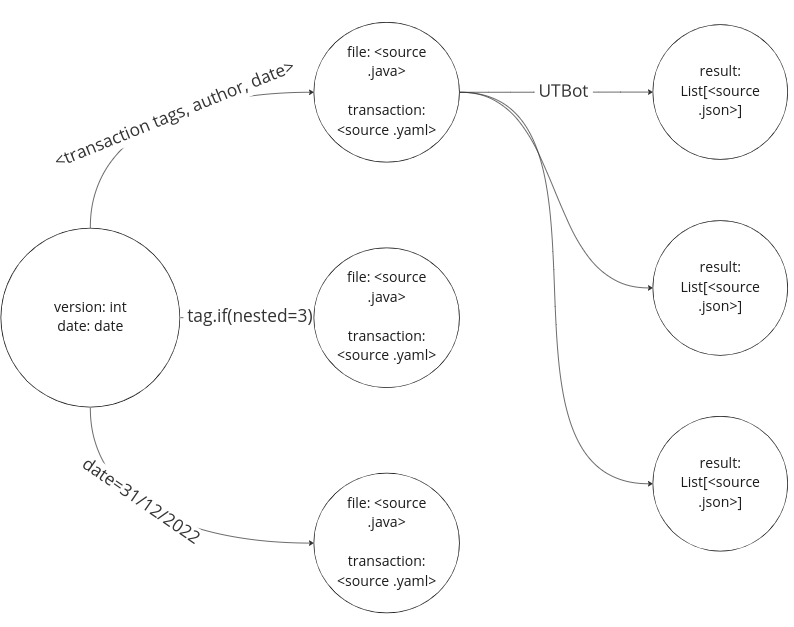 <transaction tags, author, date>
file: <source
.java>
transaction:
<source .yaml>
UTBot
result:
List[<source
.json>]
version: int
date: date
tag.if(nested=3)
file: <source
.java>
transaction:
<source .yaml>
result:
List[<source
.json>]
date=31/12/2022
file: <source
.java>
transaction:
<source .yaml>
result:
List[<source
.json>]